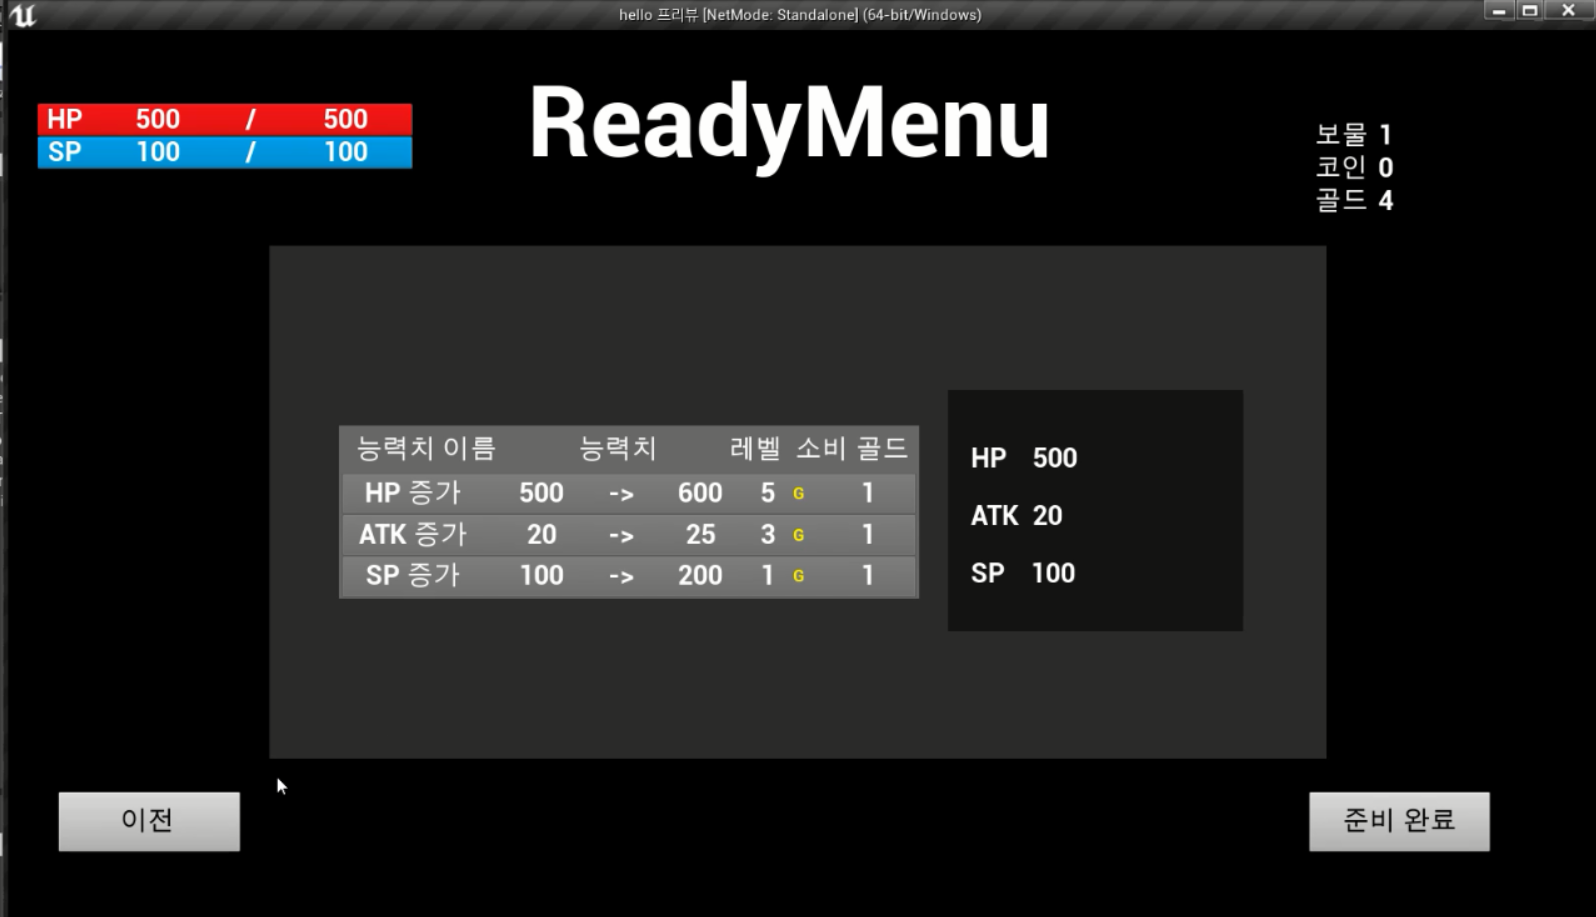 hello 프리뷰 [NetMode: Standalone] (64-bit/Windows)
ReadyMenu
HP 500 / 500
SP 100 / 100
보물 1
코인 0
골드 4
능력치 이름 능력치 레벨 소비 골드
HP 증가 500 -> 600 5 G 1
ATK 증가 20 -> 25 3 G 1
SP 증가 100 -> 200 1 G 1
HP 500
ATK 20
SP 100
이전
준비 완료